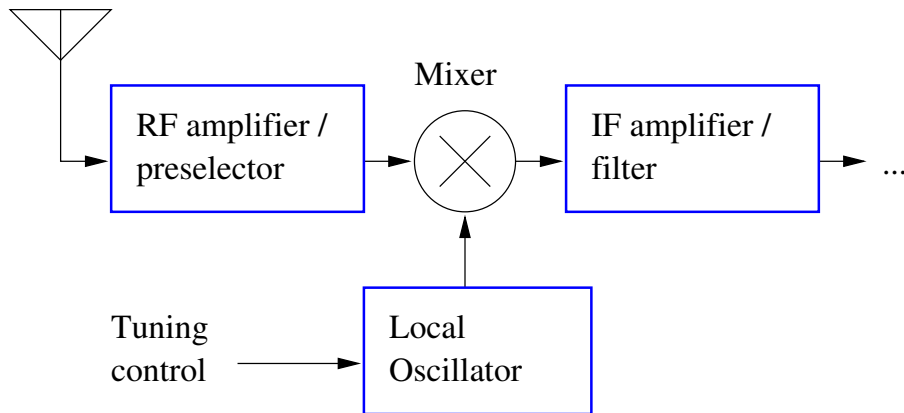 Mixer
RF amplifier /
preselector
IF amplifier /
filter
...
Tuning
control
Local
Oscillator